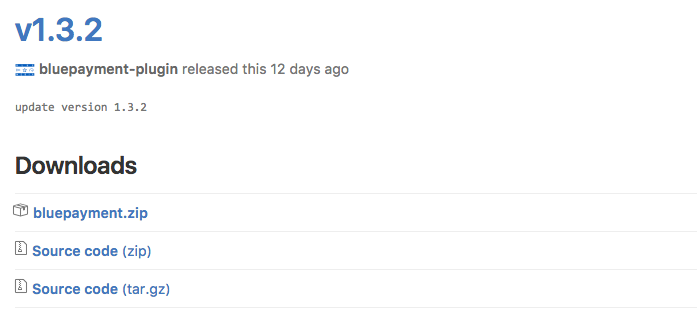 v1.3.2
bluepayment-plugin released this 12 days ago
update version 1.3.2
Downloads
bluepayment.zip
Source code (zip)
Source code (tar.gz)